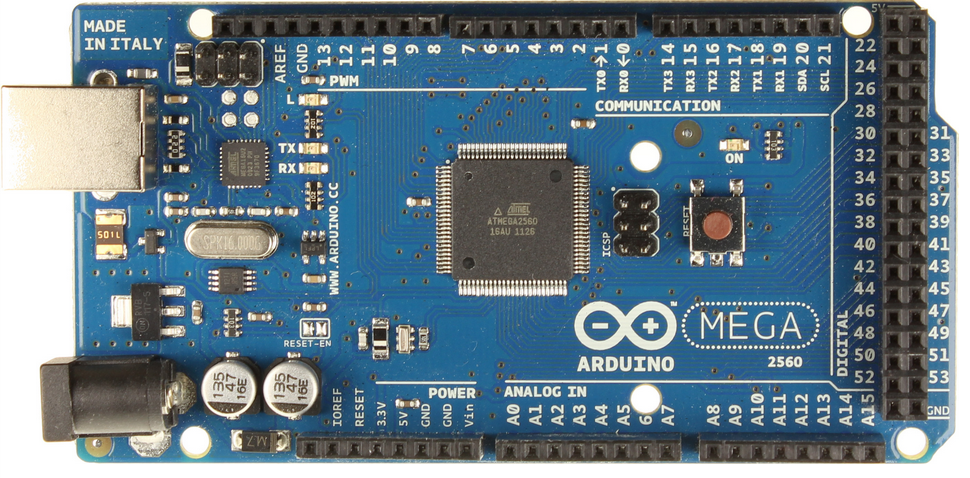 MADE
IN ITALY
AREF
GND
13
12
11
10
9
8
7
6
5
4
3
2
TX0→1
RX0←0
TX3 14
RX3 15
TX2 16
RX2 17
TX1 18
RX1 19
SDA 20
SCL 21
5V
PWM
COMMUNICATION
L
TX
RX
ON
22
24
26
28
30
32
34
36
38
40
42
44
46
48
50
52
31
33
35
37
39
41
43
45
47
49
51
53
GND
DIGITAL
WWW.ARDUINO.CC
ATMEL
ATMEGA2560
16AU 1126
ICSP
RESET
SPK16.000G
RESET-EN
ARDUINO
MEGA
2560
135
47
16E
135
47
16E
M7
POWER
IOREF
RESET
3.3V
5V
GND
GND
Vin
ANALOG IN
A0
A1
A2
A3
A4
A5
A7
A8
A9
A10
A11
A12
A13
A14
A15